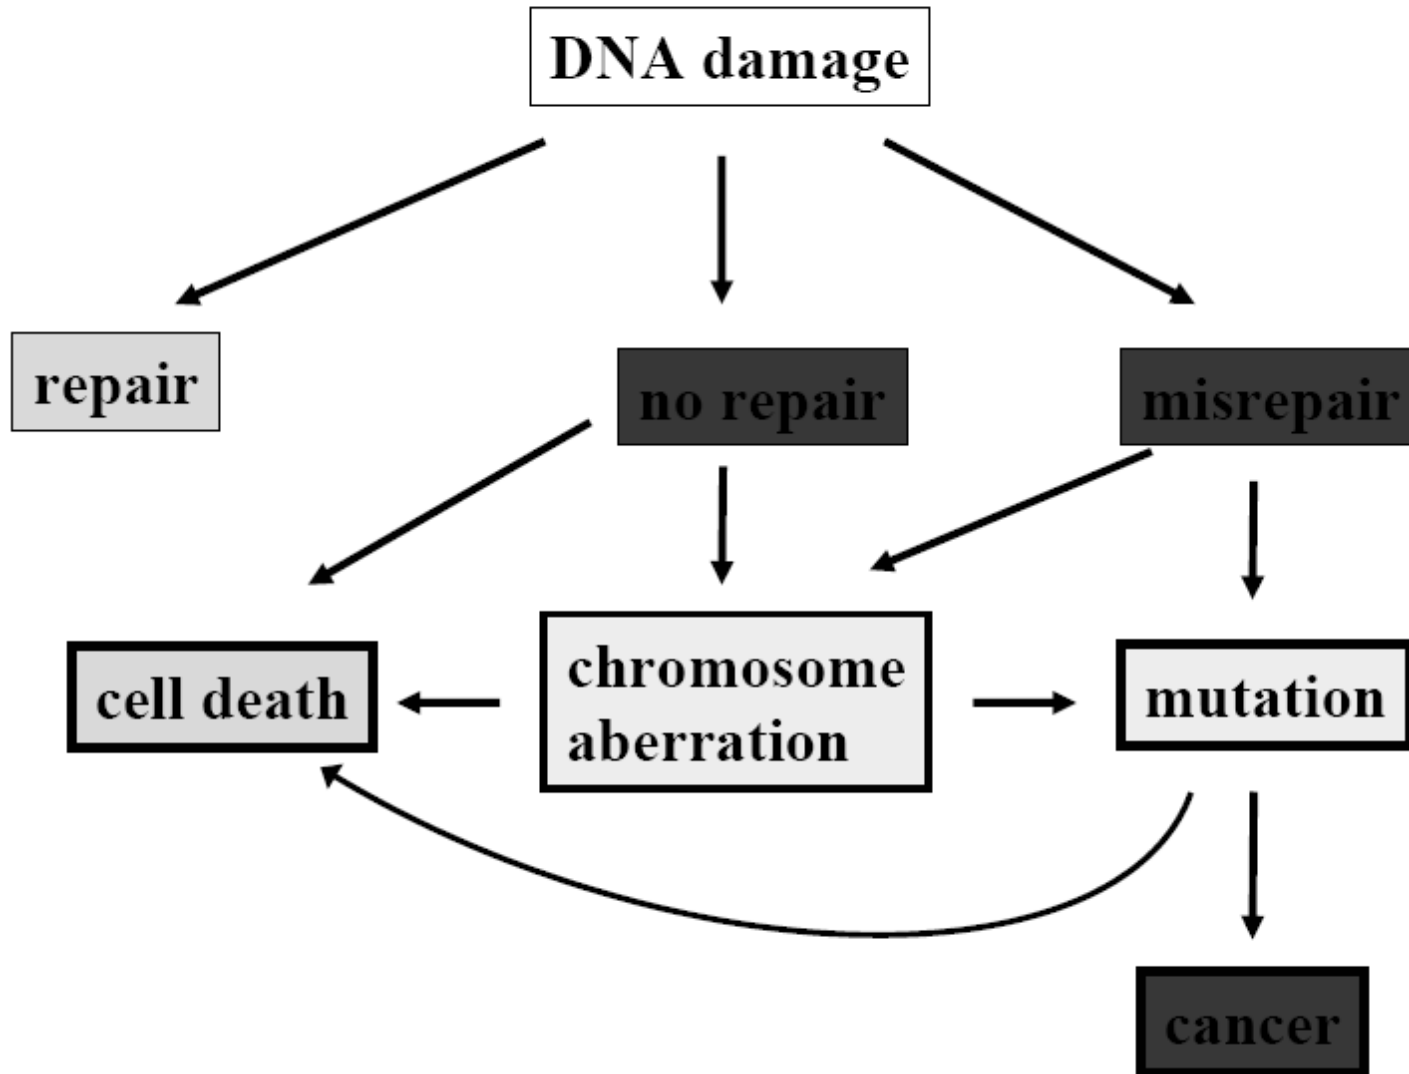 DNA damage
repair
no repair
misrepair
cell death
chromosome
aberration
mutation
cancer